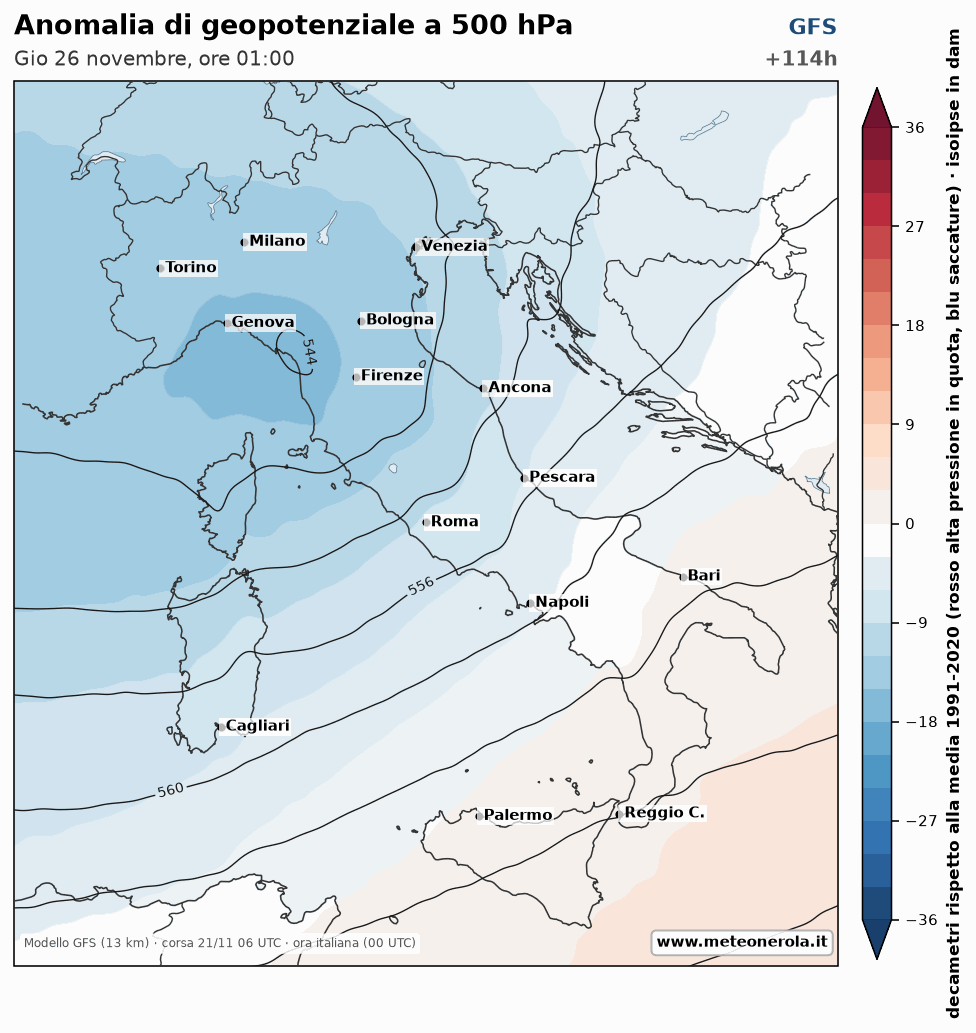 Anomalia di geopotenziale a 500 hPa
GFS
Gio 26 novembre, ore 01:00
+114h
Milano
Venezia
Torino
Genova
Bologna
544
Firenze
Ancona
Pescara
Roma
556
Bari
Napoli
Cagliari
560
Palermo
Reggio C.
Modello GFS (13 km) · corsa 21/11 06 UTC · ora italiana (00 UTC)
www.meteonerola.it
36
27
18
9
0
−9
−18
−27
−36
decametri rispetto alla media 1991-2020 (rosso alta pressione in quota, blu saccature) · isoipse in dam